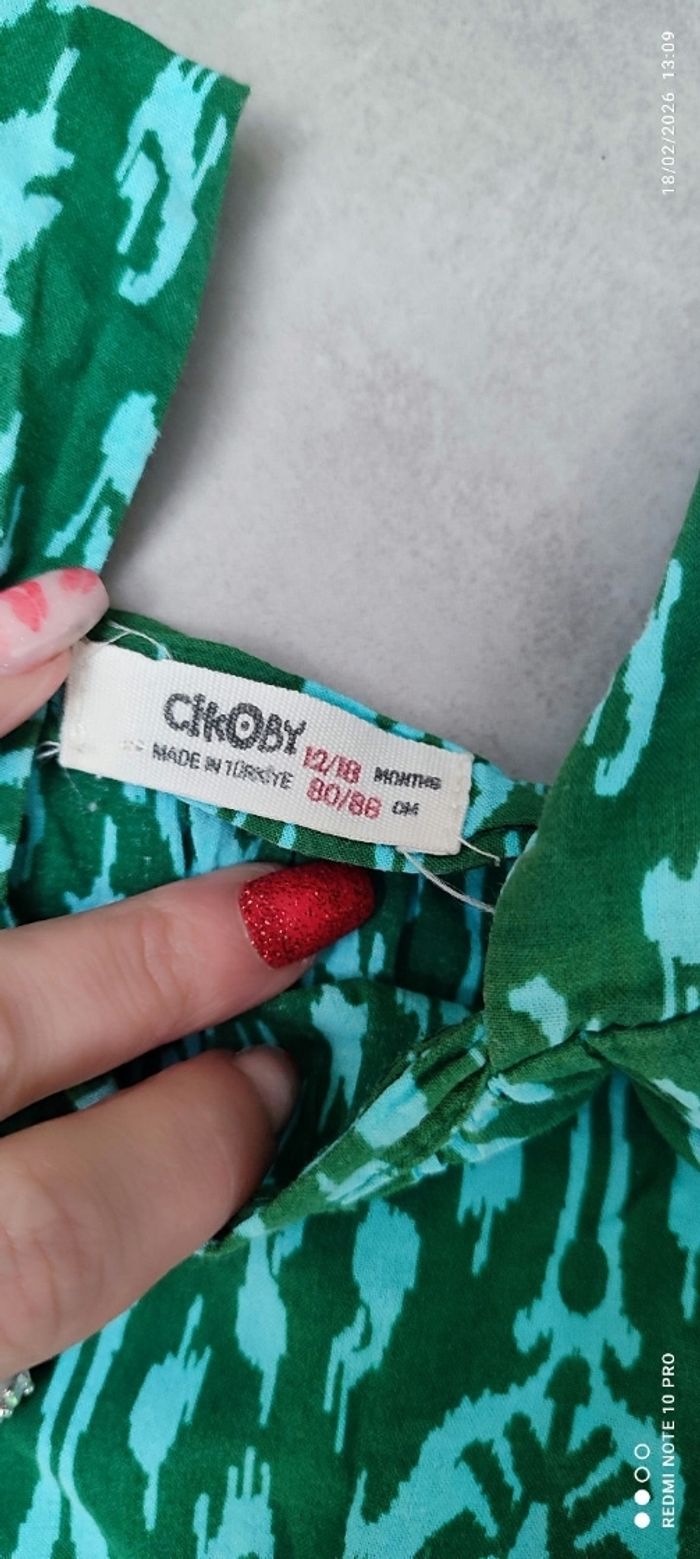 18/02/2026 13:09
CIKOBY
MADE IN TÜRKİYE
12/18 MONTHS
80/86 CM
REDMI NOTE 10 PRO